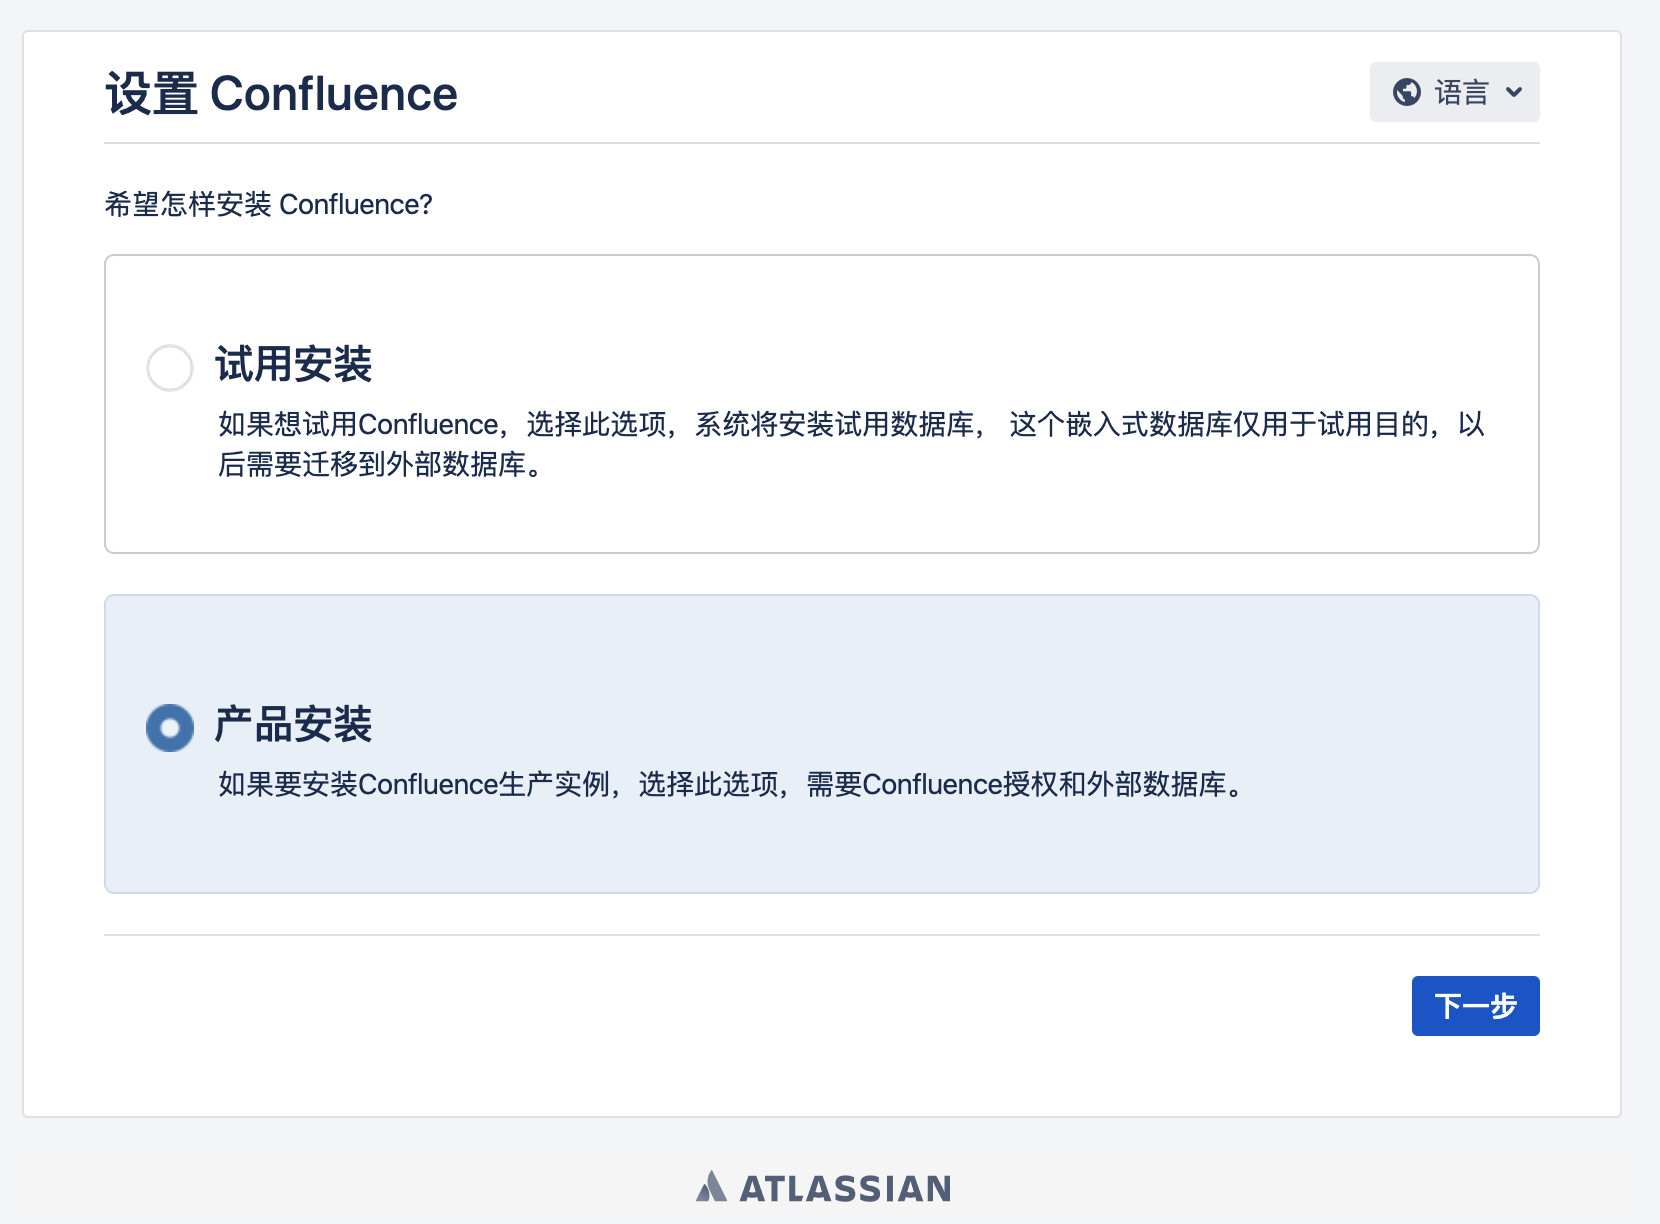 设置 Confluence
语言
希望怎样安装 Confluence?
试用安装
如果想试用Confluence，选择此选项，系统将安装试用数据库， 这个嵌入式数据库仅用于试用目的，以
后需要迁移到外部数据库。
产品安装
如果要安装Confluence生产实例，选择此选项，需要Confluence授权和外部数据库。
下一步
ATLASSIAN